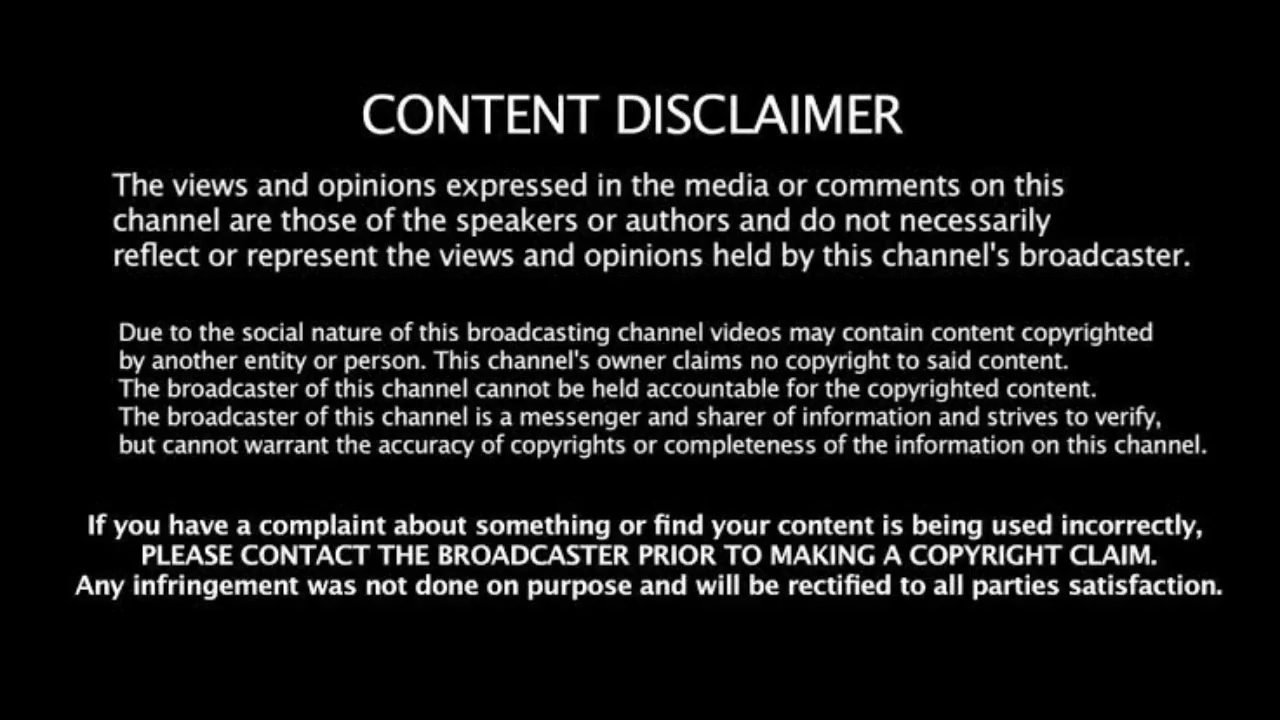 CONTENT DISCLAIMER
The views and opinions expressed in the media or comments on this
channel are those of the speakers or authors and do not necessarily
reflect or represent the views and opinions held by this channel's broadcaster.
Due to the social nature of this broadcasting channel videos may contain content copyrighted
by another entity or person. This channel's owner claims no copyright to said content.
The broadcaster of this channel cannot be held accountable for the copyrighted content.
The broadcaster of this channel is a messenger and sharer of information and strives to verify,
but cannot warrant the accuracy of copyrights or completeness of the information on this channel.
If you have a complaint about something or find your content is being used incorrectly,
PLEASE CONTACT THE BROADCASTER PRIOR TO MAKING A COPYRIGHT CLAIM.
Any infringement was not done on purpose and will be rectified to all parties satisfaction.